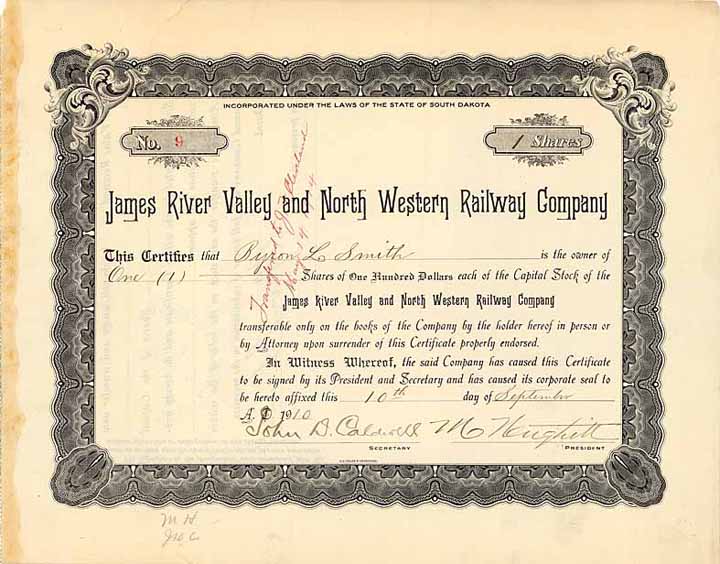 INCORPORATED UNDER THE LAWS OF THE STATE OF SOUTH DAKOTA
No. 9
1 Shares
James River Valley and North Western Railway Company
This Certifies that Byron L. Smith is the owner of
One (1) Shares of One Hundred Dollars each of the Capital Stock of the
James River Valley and North Western Railway Company
transferable only on the books of the Company by the holder hereof in person or
by Attorney upon surrender of this Certificate properly endorsed.
In Witness Whereof, the said Company has caused this Certificate
to be signed by its President and Secretary and has caused its corporate seal to
be hereto affixed this 10th day of September
A. D. 1910
John D. Caldwell M Hughitt
SECRETARY PRESIDENT
Transferred to J. Cleveland
May 14
M. H.
Jno. C.